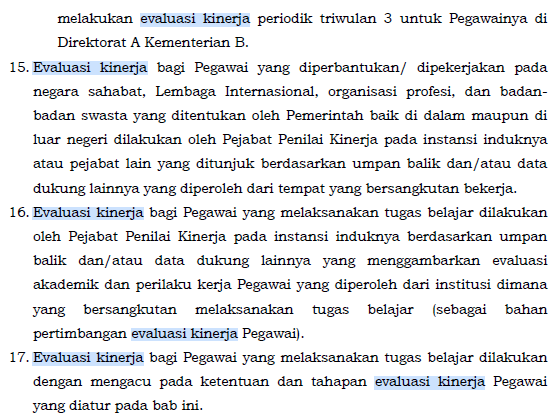 melakukan evaluasi kinerja periodik triwulan 3 untuk Pegawainya di
Direktorat A Kementerian B.
15. Evaluasi kinerja bagi Pegawai yang diperbantukan/ dipekerjakan pada
negara sahabat, Lembaga Internasional, organisasi profesi, dan badan-
badan swasta yang ditentukan oleh Pemerintah baik di dalam maupun di
luar negeri dilakukan oleh Pejabat Penilai Kinerja pada instansi induknya
atau pejabat lain yang ditunjuk berdasarkan umpan balik dan/atau data
dukung lainnya yang diperoleh dari tempat yang bersangkutan bekerja.
16. Evaluasi kinerja bagi Pegawai yang melaksanakan tugas belajar dilakukan
oleh Pejabat Penilai Kinerja pada instansi induknya berdasarkan umpan
balik dan/atau data dukung lainnya yang menggambarkan evaluasi
akademik dan perilaku kerja Pegawai yang diperoleh dari institusi dimana
yang bersangkutan melaksanakan tugas belajar (sebagai bahan
pertimbangan evaluasi kinerja Pegawai).
17. Evaluasi kinerja bagi Pegawai yang melaksanakan tugas belajar dilakukan
dengan mengacu pada ketentuan dan tahapan evaluasi kinerja Pegawai
yang diatur pada bab ini.